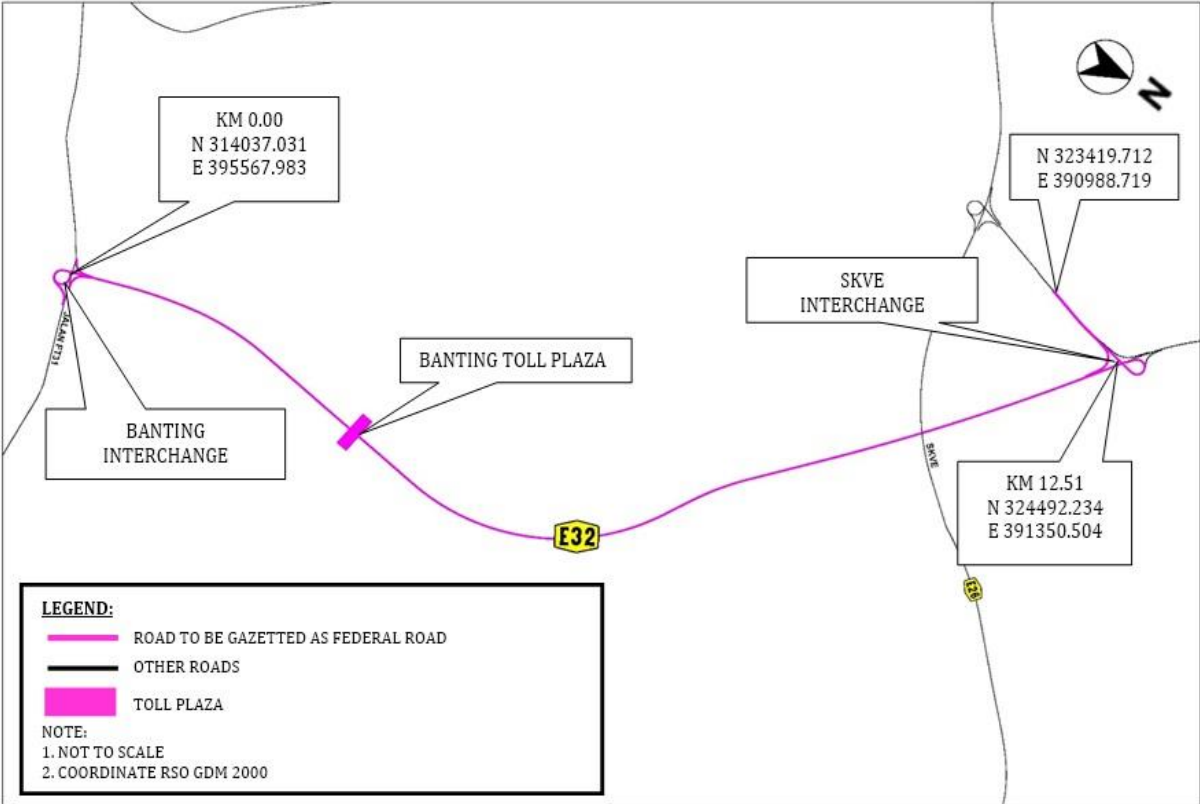 N
KM 0.00
N 314037.031
E 395567.983
N 323419.712
E 390988.719
SKVE
INTERCHANGE
JALAN FT31
BANTING TOLL PLAZA
BANTING
INTERCHANGE
SKVE
KM 12.51
N 324492.234
E 391350.504
E32
E26
LEGEND:
ROAD TO BE GAZETTED AS FEDERAL ROAD
OTHER ROADS
TOLL PLAZA
NOTE:
1. NOT TO SCALE
2. COORDINATE RSO GDM 2000